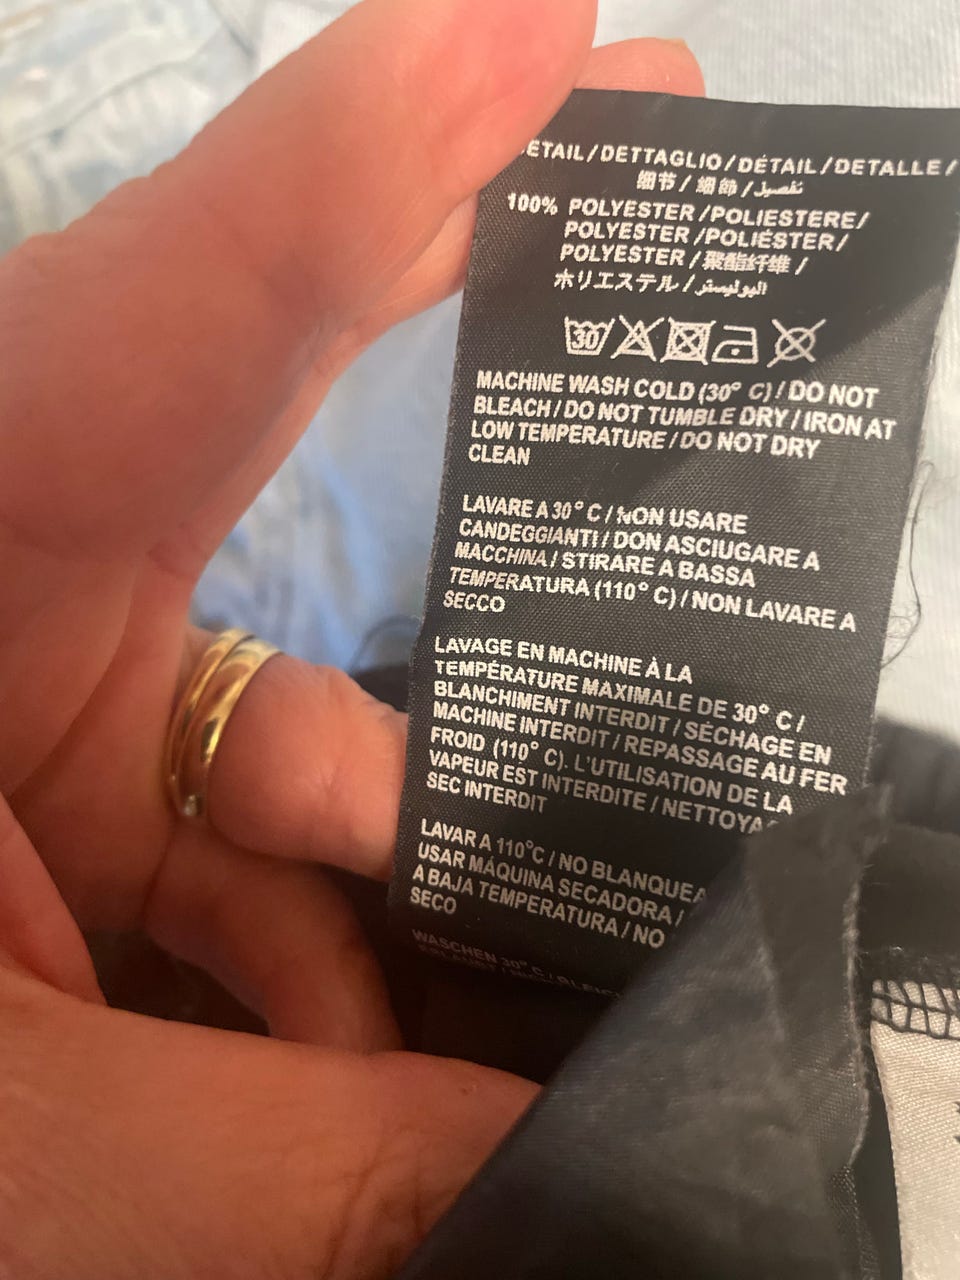 ETAIL/DETTAGLIO/DÉTAIL/DETALLE/
细节/ 細節 /تفصيل
100% POLYESTER /POLIESTERE/
POLYESTER /POLIÉSTER/
POLYESTER /聚酯纤维 /
ホリエステル /البوليستر
30
MACHINE WASH COLD (30° C) / DO NOT
BLEACH / DO NOT TUMBLE DRY / IRON AT
LOW TEMPERATURE / DO NOT DRY
CLEAN
LAVARE A 30° C / NON USARE
CANDEGGIANTI / DON ASCIUGARE A
MACCHINA / STIRARE A BASSA
TEMPERATURA (110° C) / NON LAVARE A
SECCO
LAVAGE EN MACHINE À LA
TEMPÉRATURE MAXIMALE DE 30° C /
BLANCHIMENT INTERDIT / SÉCHAGE EN
MACHINE INTERDIT / REPASSAGE AU FER
FROID (110° C). L'UTILISATION DE LA
VAPEUR EST INTERDITE / NETTOYA
SEC INTERDIT
LAVAR A 110°C / NO BLANQUEA
USAR MÁQUINA SECADORA /
A BAJA TEMPERATURA / NO
SECO
WASCHEN 30° C /